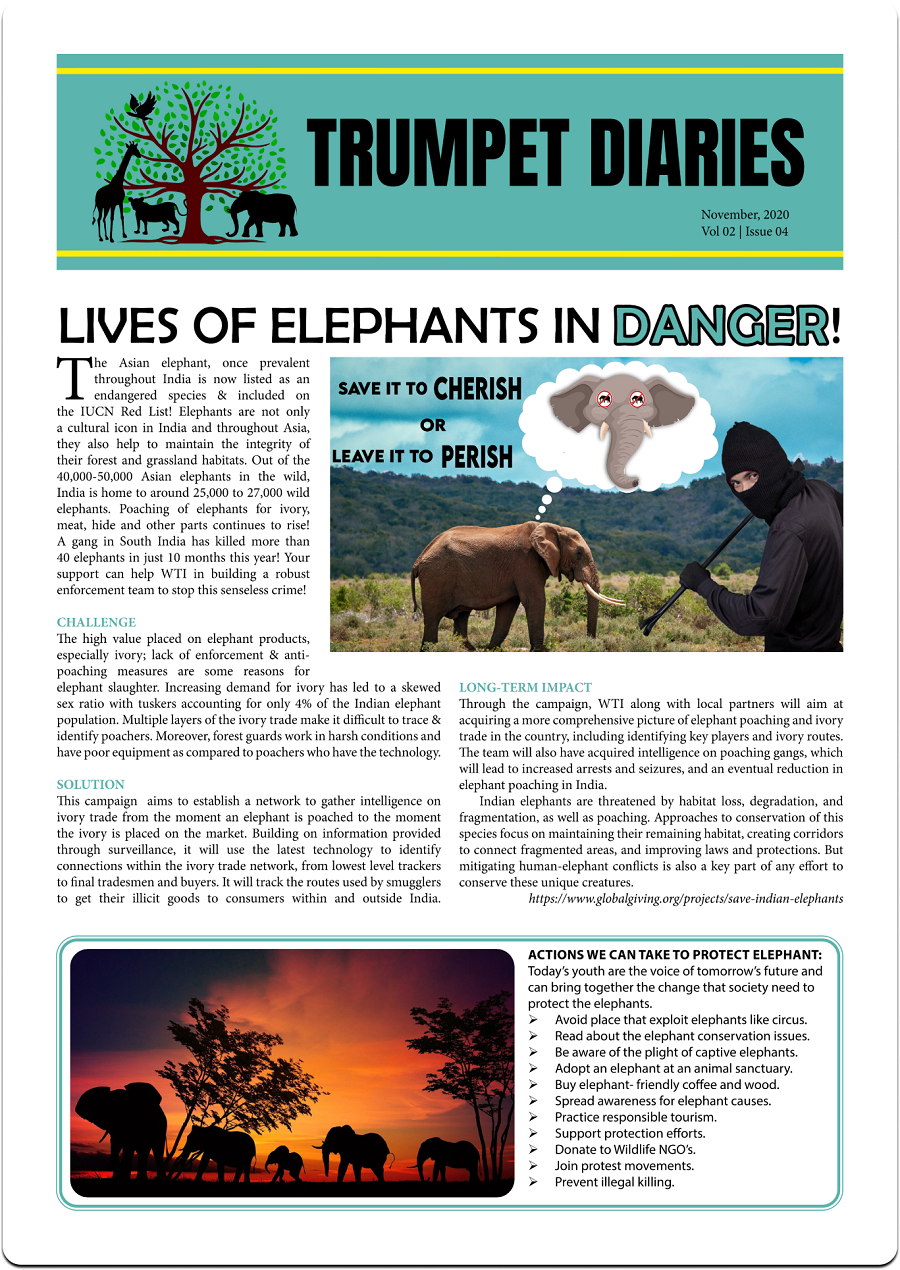 TRUMPET DIARIES
November, 2020
Vol 02 | Issue 04
LIVES OF ELEPHANTS IN DANGER!
The Asian elephant, once prevalent
throughout India is now listed as an
endangered species & included on
the IUCN Red List! Elephants are not only
a cultural icon in India and throughout Asia,
they also help to maintain the integrity of
their forest and grassland habitats. Out of the
40,000-50,000 Asian elephants in the wild,
India is home to around 25,000 to 27,000 wild
elephants. Poaching of elephants for ivory,
meat, hide and other parts continues to rise!
A gang in South India has killed more than
40 elephants in just 10 months this year! Your
support can help WTI in building a robust
enforcement team to stop this senseless crime!
SAVE IT TO CHERISH
OR
LEAVE IT TO PERISH
CHALLENGE
The high value placed on elephant products,
especially ivory; lack of enforcement & anti-
poaching measures are some reasons for
elephant slaughter. Increasing demand for ivory has led to a skewed
sex ratio with tuskers accounting for only 4% of the Indian elephant
population. Multiple layers of the ivory trade make it difficult to trace &
identify poachers. Moreover, forest guards work in harsh conditions and
have poor equipment as compared to poachers who have the technology.
SOLUTION
This campaign aims to establish a network to gather intelligence on
ivory trade from the moment an elephant is poached to the moment
the ivory is placed on the market. Building on information provided
through surveillance, it will use the latest technology to identify
connections within the ivory trade network, from lowest level trackers
to final tradesmen and buyers. It will track the routes used by smugglers
to get their illicit goods to consumers within and outside India.
LONG-TERM IMPACT
Through the campaign, WTI along with local partners will aim at
acquiring a more comprehensive picture of elephant poaching and ivory
trade in the country, including identifying key players and ivory routes.
The team will also have acquired intelligence on poaching gangs, which
will lead to increased arrests and seizures, and an eventual reduction in
elephant poaching in India.
Indian elephants are threatened by habitat loss, degradation, and
fragmentation, as well as poaching. Approaches to conservation of this
species focus on maintaining their remaining habitat, creating corridors
to connect fragmented areas, and improving laws and protections. But
mitigating human-elephant conflicts is also a key part of any effort to
conserve these unique creatures.
https://www.globalgiving.org/projects/save-indian-elephants
ACTIONS WE CAN TAKE TO PROTECT ELEPHANT:
Today's youth are the voice of tomorrow's future and
can bring together the change that society need to
protect the elephants.
➢ Avoid place that exploit elephants like circus.
➢ Read about the elephant conservation issues.
➢ Be aware of the plight of captive elephants.
➢ Adopt an elephant at an animal sanctuary.
➢ Buy elephant- friendly coffee and wood.
➢ Spread awareness for elephant causes.
➢ Practice responsible tourism.
➢ Support protection efforts.
➢ Donate to Wildlife NGO's.
➢ Join protest movements.
➢ Prevent illegal killing.